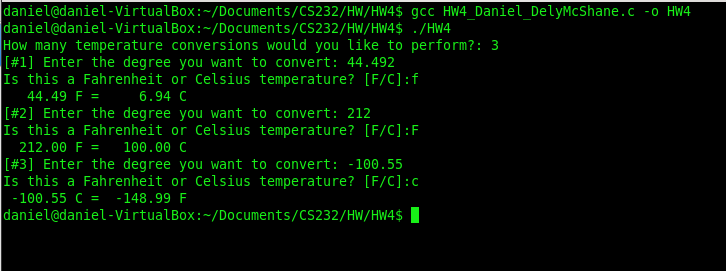 daniel@daniel-VirtualBox:~/Documents/CS232/HW/HW4$ gcc HW4_Daniel_DelyMcShane.c -o HW4
daniel@daniel-VirtualBox:~/Documents/CS232/HW/HW4$ ./HW4
How many temperature conversions would you like to perform?: 3
[#1] Enter the degree you want to convert: 44.492
Is this a Fahrenheit or Celsius temperature? [F/C]:f
   44.49 F =     6.94 C
[#2] Enter the degree you want to convert: 212
Is this a Fahrenheit or Celsius temperature? [F/C]:F
  212.00 F =   100.00 C
[#3] Enter the degree you want to convert: -100.55
Is this a Fahrenheit or Celsius temperature? [F/C]:c
 -100.55 C =  -148.99 F
daniel@daniel-VirtualBox:~/Documents/CS232/HW/HW4$